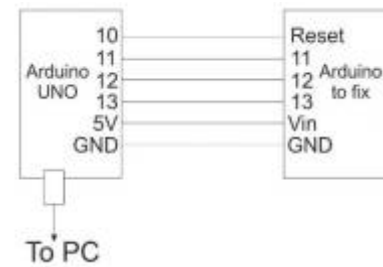 10 Reset
11 11
Arduino UNO 12 12 Arduino to fix
13 13
5V Vin
GND GND
To PC